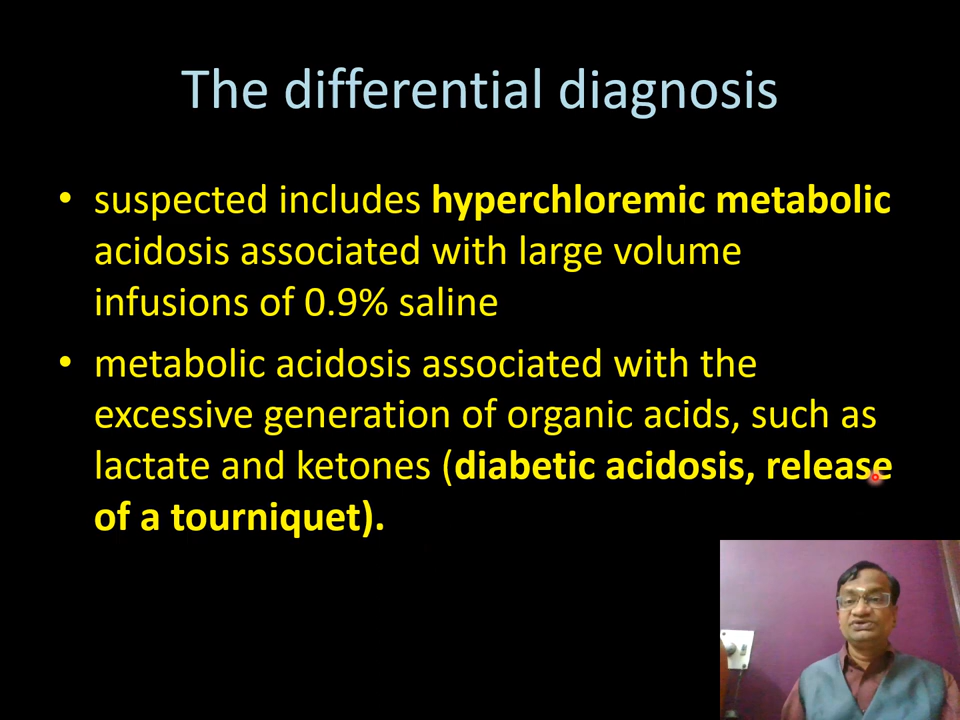 The differential diagnosis
• suspected includes hyperchloremic metabolic
acidosis associated with large volume
infusions of 0.9% saline
• metabolic acidosis associated with the
excessive generation of organic acids, such as
lactate and ketones (diabetic acidosis, release
of a tourniquet).